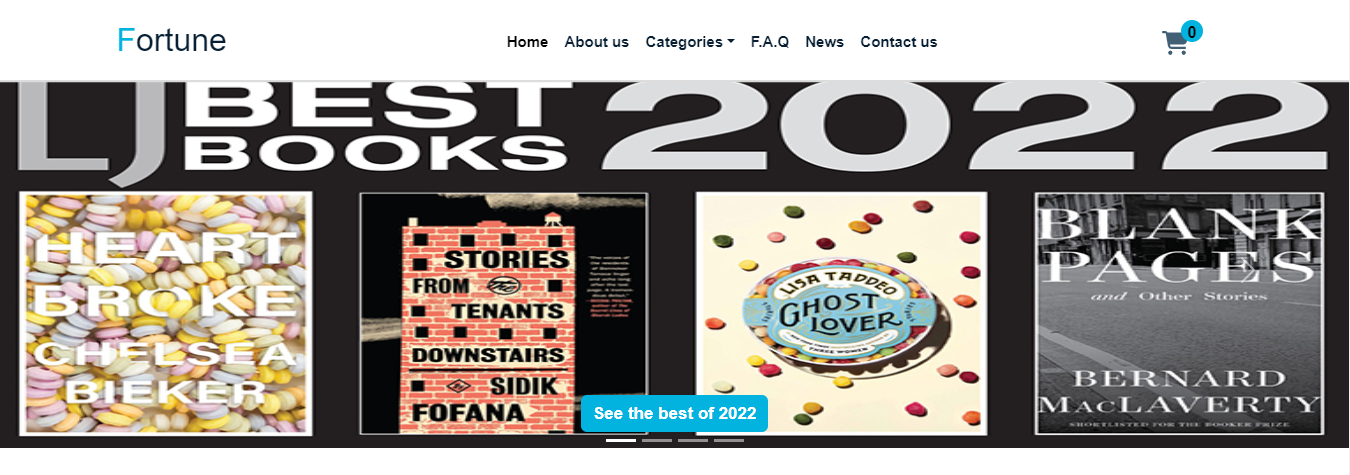 Fortune
Home About us Categories F.A.Q News Contact us
0
LJ BEST BOOKS 2022
HEART
BROKE
CHELSEA
BIEKER
STORIES
FROM the
TENANTS
DOWNSTAIRS
BY SIDIK
FOFANA
LISA TADDEO
GHOST
LOVER
THREE WOMEN
BLANK
PAGES
and Other Stories
BERNARD
MACLAVERTY
SHORTLISTED FOR THE BOOKER PRIZE
See the best of 2022